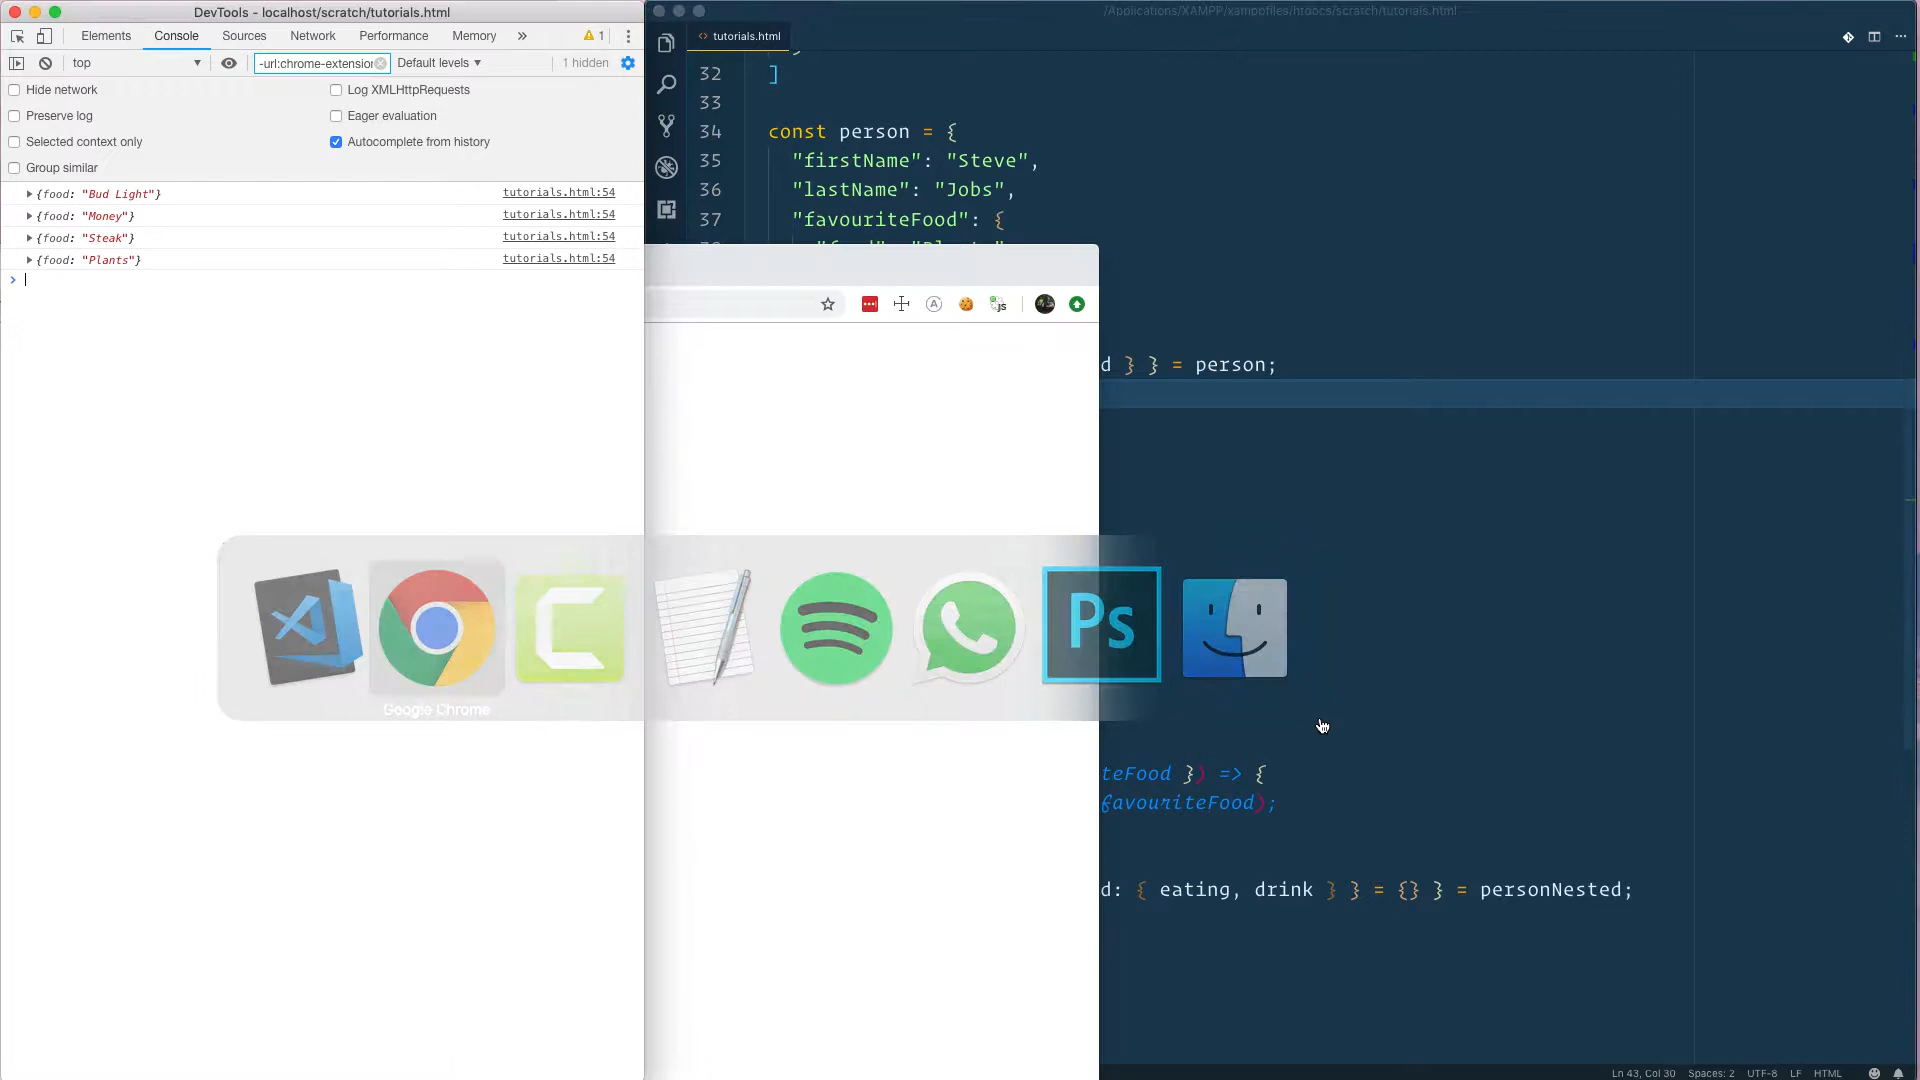 DevTools - localhost/scratch/tutorials.html
Elements Console Sources Network Performance Memory » 1
top -url:chrome-extension Default levels ▼ 1 hidden
Hide network
Log XMLHttpRequests
Preserve log
Eager evaluation
Selected context only
Autocomplete from history
Group similar
{food: "Bud Light"} tutorials.html:54
{food: "Money"} tutorials.html:54
{food: "Steak"} tutorials.html:54
{food: "Plants"} tutorials.html:54
>
/Applications/XAMPP/xamppfiles/htdocs/scratch/tutorials.html
<> tutorials.html
32 ]
33
34 const person = {
35 "firstName": "Steve",
36 "lastName": "Jobs",
37 "favouriteFood": {
JS
d } } = person;
Ps
Google Chrome
teFood }) => {
favouriteFood);
d: { eating, drink } } = {} } = personNested;
Ln 43, Col 30 Spaces: 2 UTF-8 LF HTML